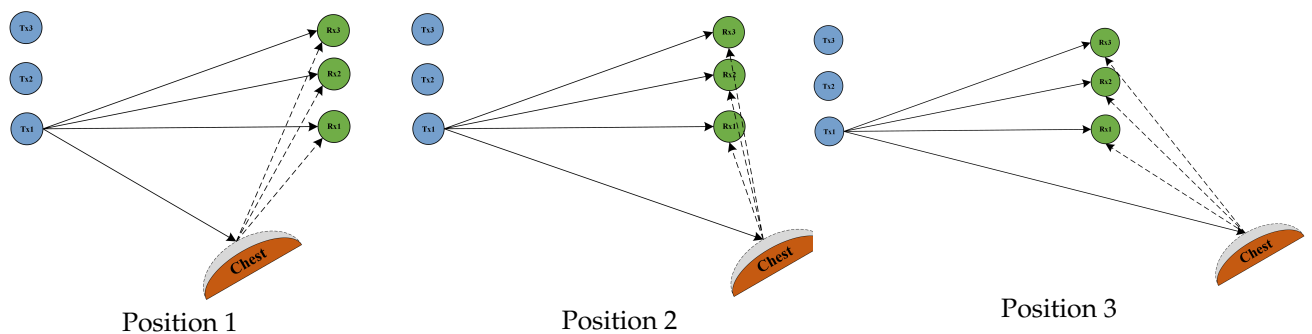 Tx3
Rx3
Tx2
Rx2
Tx1
Rx1
Chest
Position 1
Tx3
Rx3
Tx2
Rx2
Tx1
Rx1
Chest
Position 2
Tx3
Rx3
Tx2
Rx2
Tx1
Rx1
Chest
Position 3